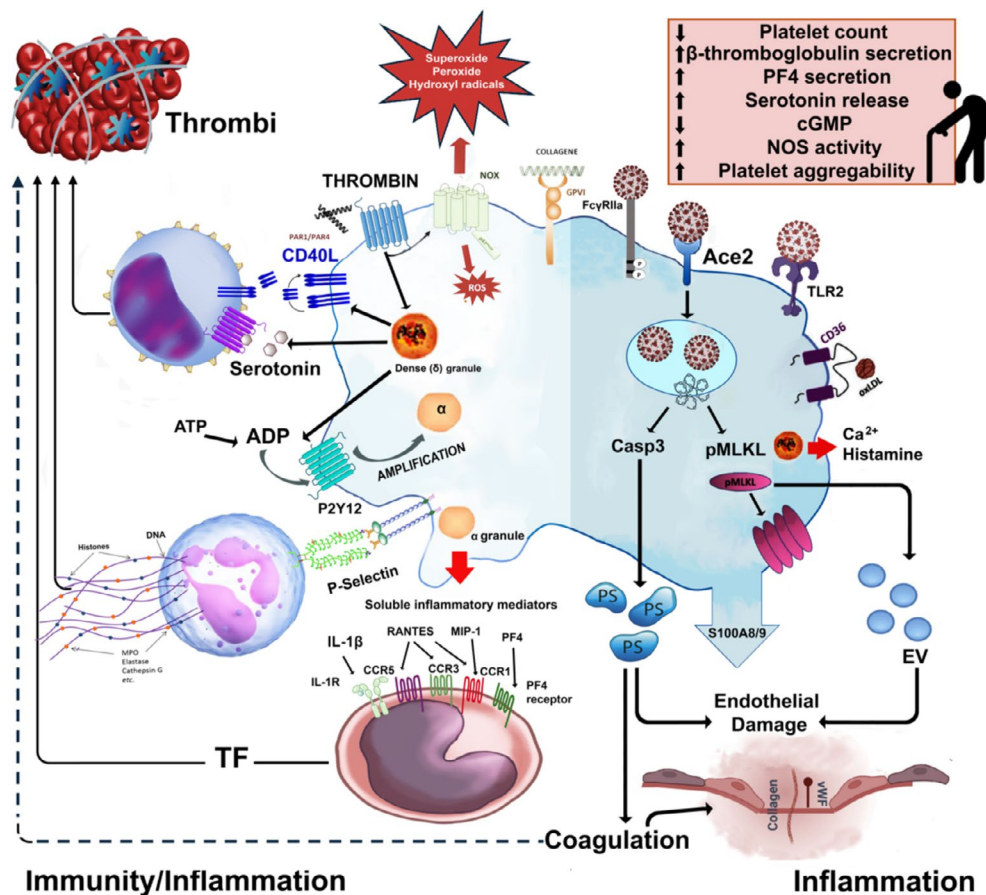 Superoxide
Peroxide
Hydroxyl radicals
Platelet count
β-thromboglobulin secretion
PF4 secretion
Serotonin release
cGMP
NOS activity
Platelet aggregability
Thrombi
THROMBIN
NOX
COLLAGENE
GPVI
FcγRIIa
Ace2
TLR2
PAR1/PAR4
CD40L
ROS
P
P
CD36
oxLDL
Serotonin
Dense (δ) granule
ATP
ADP
α
AMPLIFICATION
P2Y12
Casp3
pMLKL
Ca²⁺
Histamine
pMLKL
α granule
P-Selectin
Histones
DNA
MPO
Elastase
Cathepsin G
etc.
Soluble inflammatory mediators
IL-1β
RANTES
MIP-1
PF4
IL-1R
CCR5
CCR3
CCR1
PF4
receptor
PS
PS
PS
S100A8/9
EV
Endothelial
Damage
TF
Collagen
vWF
Coagulation
Immunity/Inflammation
Inflammation